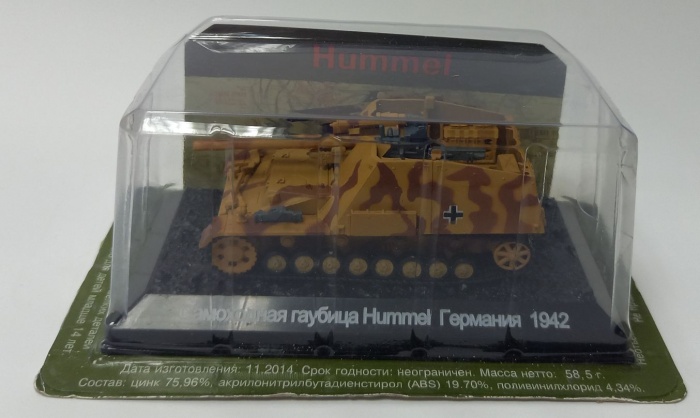 Hummel
Самоходная гаубица Hummel Германия 1942
Дата изготовления: 11.2014. Срок годности: неограничен. Масса нетто: 58,5 г.
Состав: цинк 75,96%, акрилонитрилбутадиенстирол (ABS) 19.70%, поливинилхлорид 4,34%.